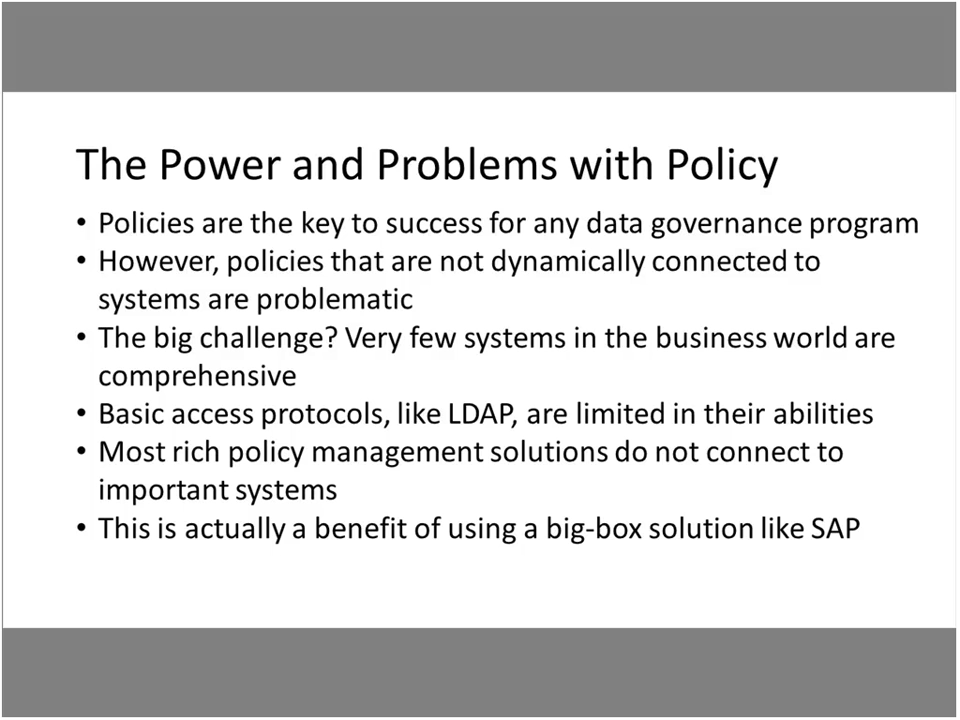 The Power and Problems with Policy
• Policies are the key to success for any data governance program
• However, policies that are not dynamically connected to
systems are problematic
• The big challenge? Very few systems in the business world are
comprehensive
• Basic access protocols, like LDAP, are limited in their abilities
• Most rich policy management solutions do not connect to
important systems
• This is actually a benefit of using a big-box solution like SAP